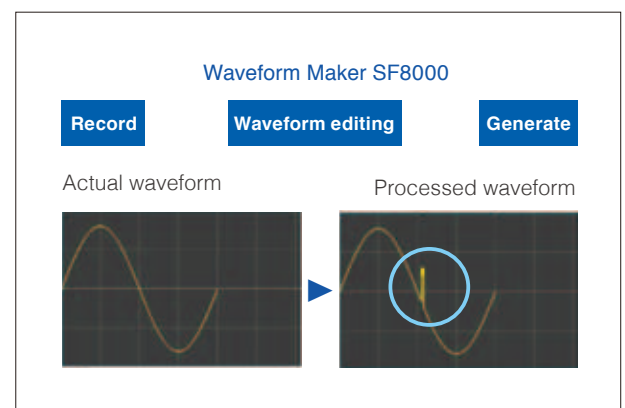 Waveform Maker SF8000
Record
Waveform editing
Generate
Actual waveform
Processed waveform